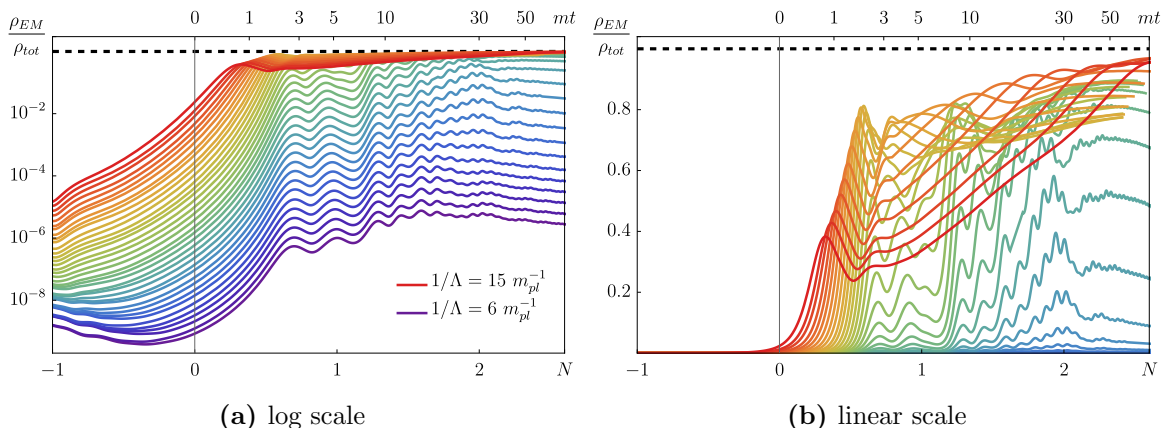 ρ_EM
ρ_tot
0 1 3 5 10 30 50 mt
10^−2
10^−4
10^−6
10^−8
1/Λ = 15 m_pl^−1
1/Λ = 6 m_pl^−1
−1 0 1 2 N
(a) log scale
ρ_EM
ρ_tot
0 1 3 5 10 30 50 mt
0.8
0.6
0.4
0.2
−1 0 1 2 N
(b) linear scale